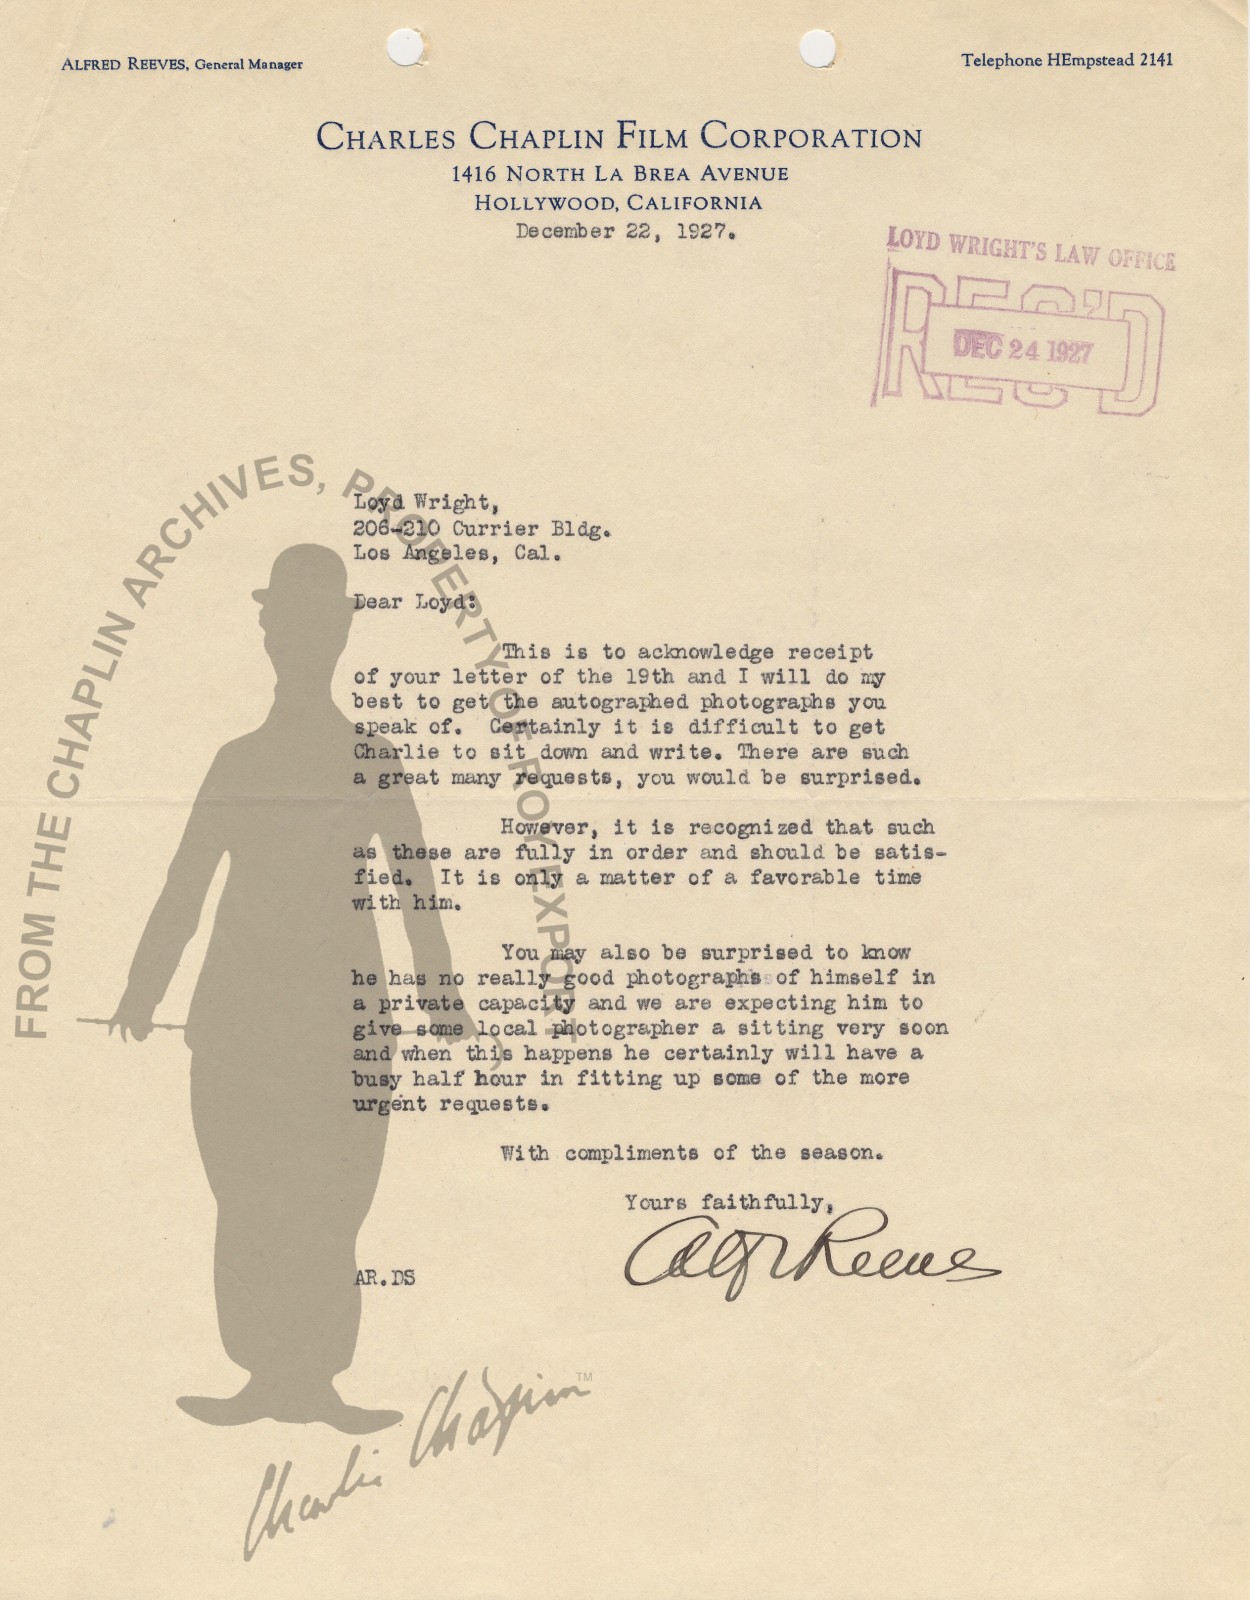 ALFRED REEVES, General Manager
Telephone HEmpstead 2141
CHARLES CHAPLIN FILM CORPORATION
1416 NORTH LA BREA AVENUE
HOLLYWOOD, CALIFORNIA
December 22, 1927.
LOYD WRIGHT'S LAW OFFICE
REC'D
DEC 24 1927
Loyd Wright,
206-210 Currier Bldg.
Los Angeles, Cal.
Dear Loyd:
This is to acknowledge receipt
of your letter of the 19th and I will do my
best to get the autographed photographs you
speak of. Certainly it is difficult to get
Charlie to sit down and write. There are such
a great many requests, you would be surprised.
However, it is recognized that such
as these are fully in order and should be satis-
fied. It is only a matter of a favorable time
with him.
You may also be surprised to know
he has no really good photographs of himself in
a private capacity and we are expecting him to
give some local photographer a sitting very soon
and when this happens he certainly will have a
busy half hour in fitting up some of the more
urgent requests.
With compliments of the season.
Yours faithfully,
Alf Reeves
AR.DS
FROM THE CHAPLIN ARCHIVES, PROPERTY OF ROY EXPORT
Charlie Chaplin™